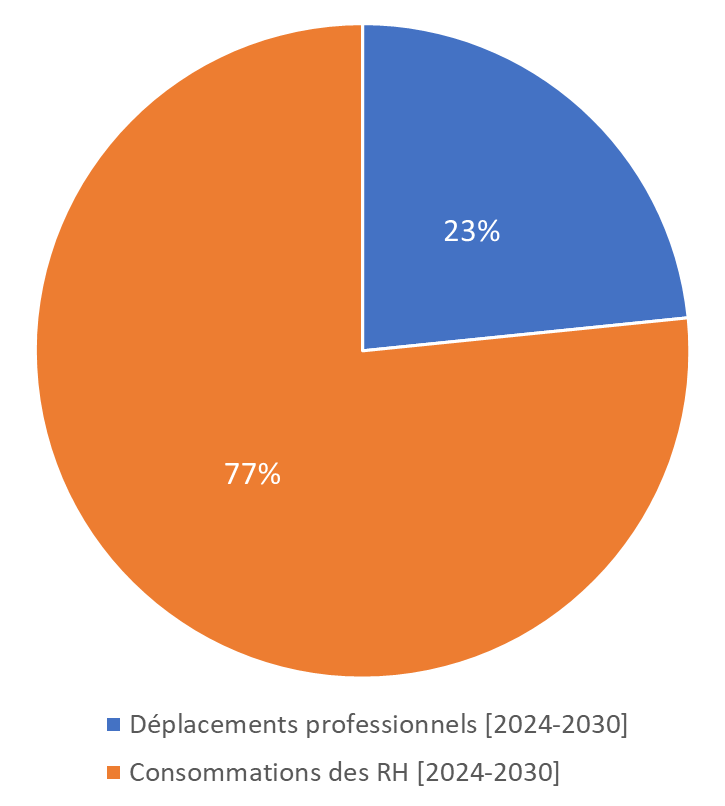 23%
77%
Déplacements professionnels [2024-2030]
Consommations des RH [2024-2030]